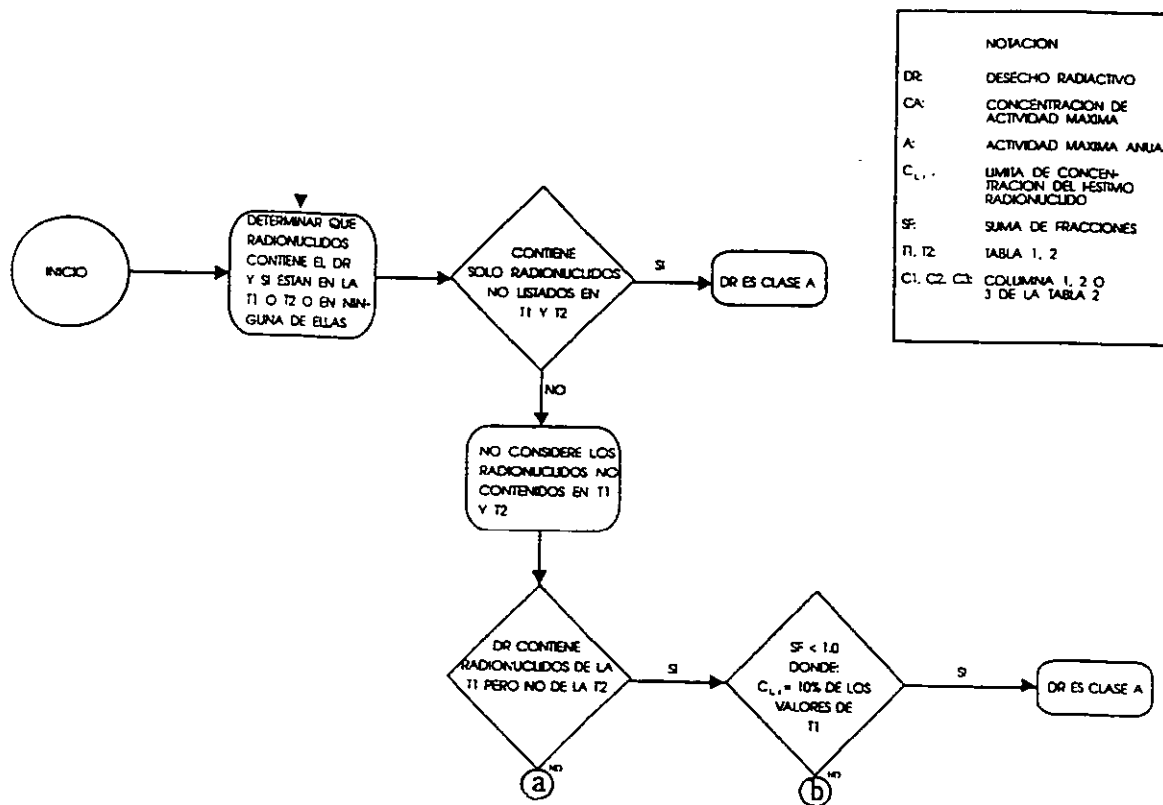 INICIO
DETERMINAR QUE
RADIONUCLIDOS
CONTIENE EL DR
Y SI ESTAN EN LA
T1 O T2 O EN NIN-
GUNA DE ELLAS
CONTIENE
SOLO RADIONUCLIDOS
NO LISTADOS EN
T1 Y T2
SI
DR ES CLASE A
NO
NO CONSIDERE LOS
RADIONUCLIDOS NO
CONTENIDOS EN T1
Y T2
DR CONTIENE
RADIONUCLIDOS DE LA
T1 PERO NO DE LA T2
SI
NO
a
SF < 1.0
DONDE:
C L, i = 10% DE LOS
VALORES DE
T1
SI
NO
b
DR ES CLASE A
NOTACION
DR: DESECHO RADIACTIVO
CA: CONCENTRACION DE
ACTIVIDAD MAXIMA
A: ACTIVIDAD MAXIMA ANUA
C L, i . LIMITA DE CONCEN-
TRACION DEL I-ESTIMO
RADIONUCLIDO
SF: SUMA DE FRACCIONES
T1, T2: TABLA 1, 2
C1, C2, C3: COLUMNA 1, 2 O
3 DE LA TABLA 2